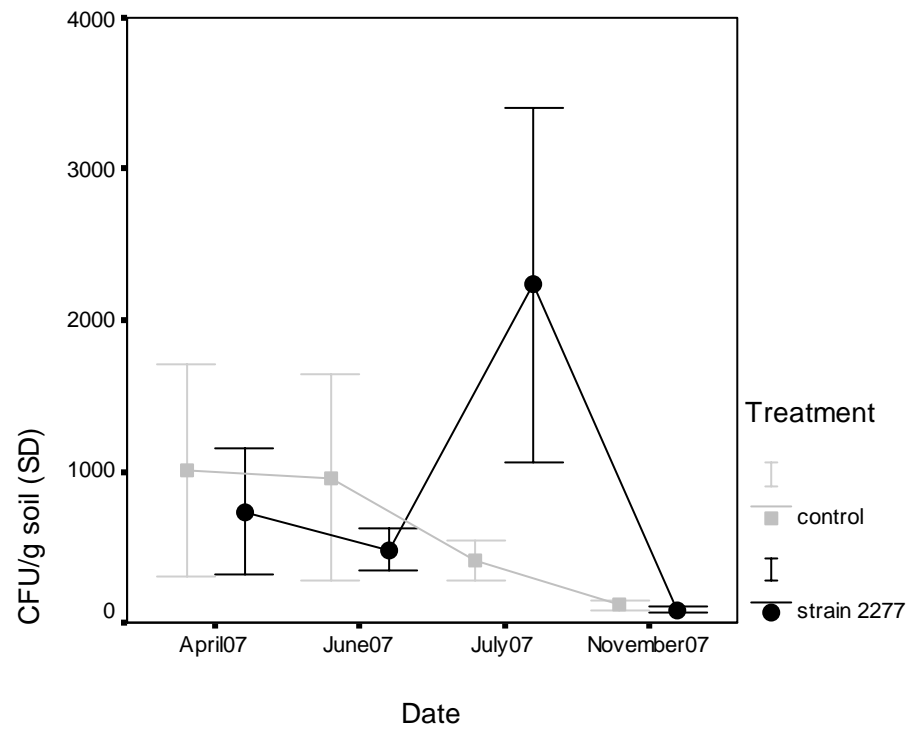 4000
3000
2000
1000
0
CFU/g soil (SD)
April07 June07 July07 November07
Date
Treatment
control
strain 2277